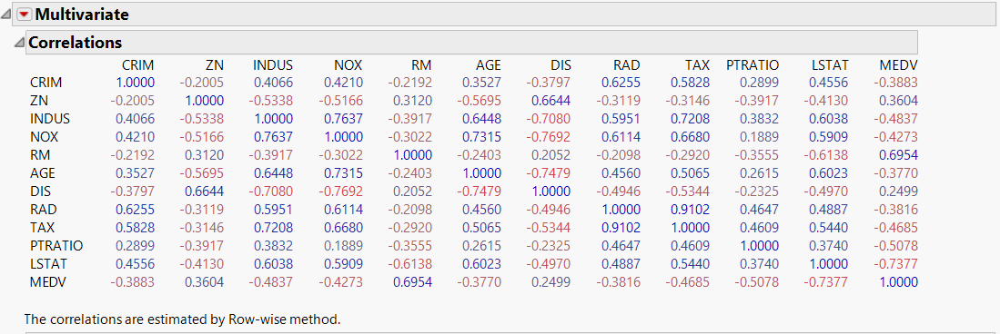 Multivariate
Correlations
CRIM ZN INDUS NOX RM AGE DIS RAD TAX PTRATIO LSTAT MEDV
CRIM 1.0000 -0.2005 0.4066 0.4210 -0.2192 0.3527 -0.3797 0.6255 0.5828 0.2899 0.4556 -0.3883
ZN -0.2005 1.0000 -0.5338 -0.5166 0.3120 -0.5695 0.6644 -0.3119 -0.3146 -0.3917 -0.4130 0.3604
INDUS 0.4066 -0.5338 1.0000 0.7637 -0.3917 0.6448 -0.7080 0.5951 0.7208 0.3832 0.6038 -0.4837
NOX 0.4210 -0.5166 0.7637 1.0000 -0.3022 0.7315 -0.7692 0.6114 0.6680 0.1889 0.5909 -0.4273
RM -0.2192 0.3120 -0.3917 -0.3022 1.0000 -0.2403 0.2052 -0.2098 -0.2920 -0.3555 -0.6138 0.6954
AGE 0.3527 -0.5695 0.6448 0.7315 -0.2403 1.0000 -0.7479 0.4560 0.5065 0.2615 0.6023 -0.3770
DIS -0.3797 0.6644 -0.7080 -0.7692 0.2052 -0.7479 1.0000 -0.4946 -0.5344 -0.2325 -0.4970 0.2499
RAD 0.6255 -0.3119 0.5951 0.6114 -0.2098 0.4560 -0.4946 1.0000 0.9102 0.4647 0.4887 -0.3816
TAX 0.5828 -0.3146 0.7208 0.6680 -0.2920 0.5065 -0.5344 0.9102 1.0000 0.4609 0.5440 -0.4685
PTRATIO 0.2899 -0.3917 0.3832 0.1889 -0.3555 0.2615 -0.2325 0.4647 0.4609 1.0000 0.3740 -0.5078
LSTAT 0.4556 -0.4130 0.6038 0.5909 -0.6138 0.6023 -0.4970 0.4887 0.5440 0.3740 1.0000 -0.7377
MEDV -0.3883 0.3604 -0.4837 -0.4273 0.6954 -0.3770 0.2499 -0.3816 -0.4685 -0.5078 -0.7377 1.0000
The correlations are estimated by Row-wise method.